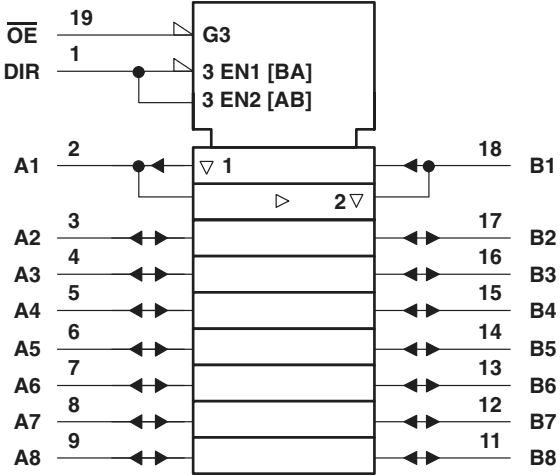 19
OE G3
1
DIR 3 EN1 [BA]
3 EN2 [AB]
2 18
A1 ▽ 1 B1
▷ 2 ▽
3 17
A2 B2
4 16
A3 B3
5 15
A4 B4
6 14
A5 B5
7 13
A6 B6
8 12
A7 B7
9 11
A8 B8